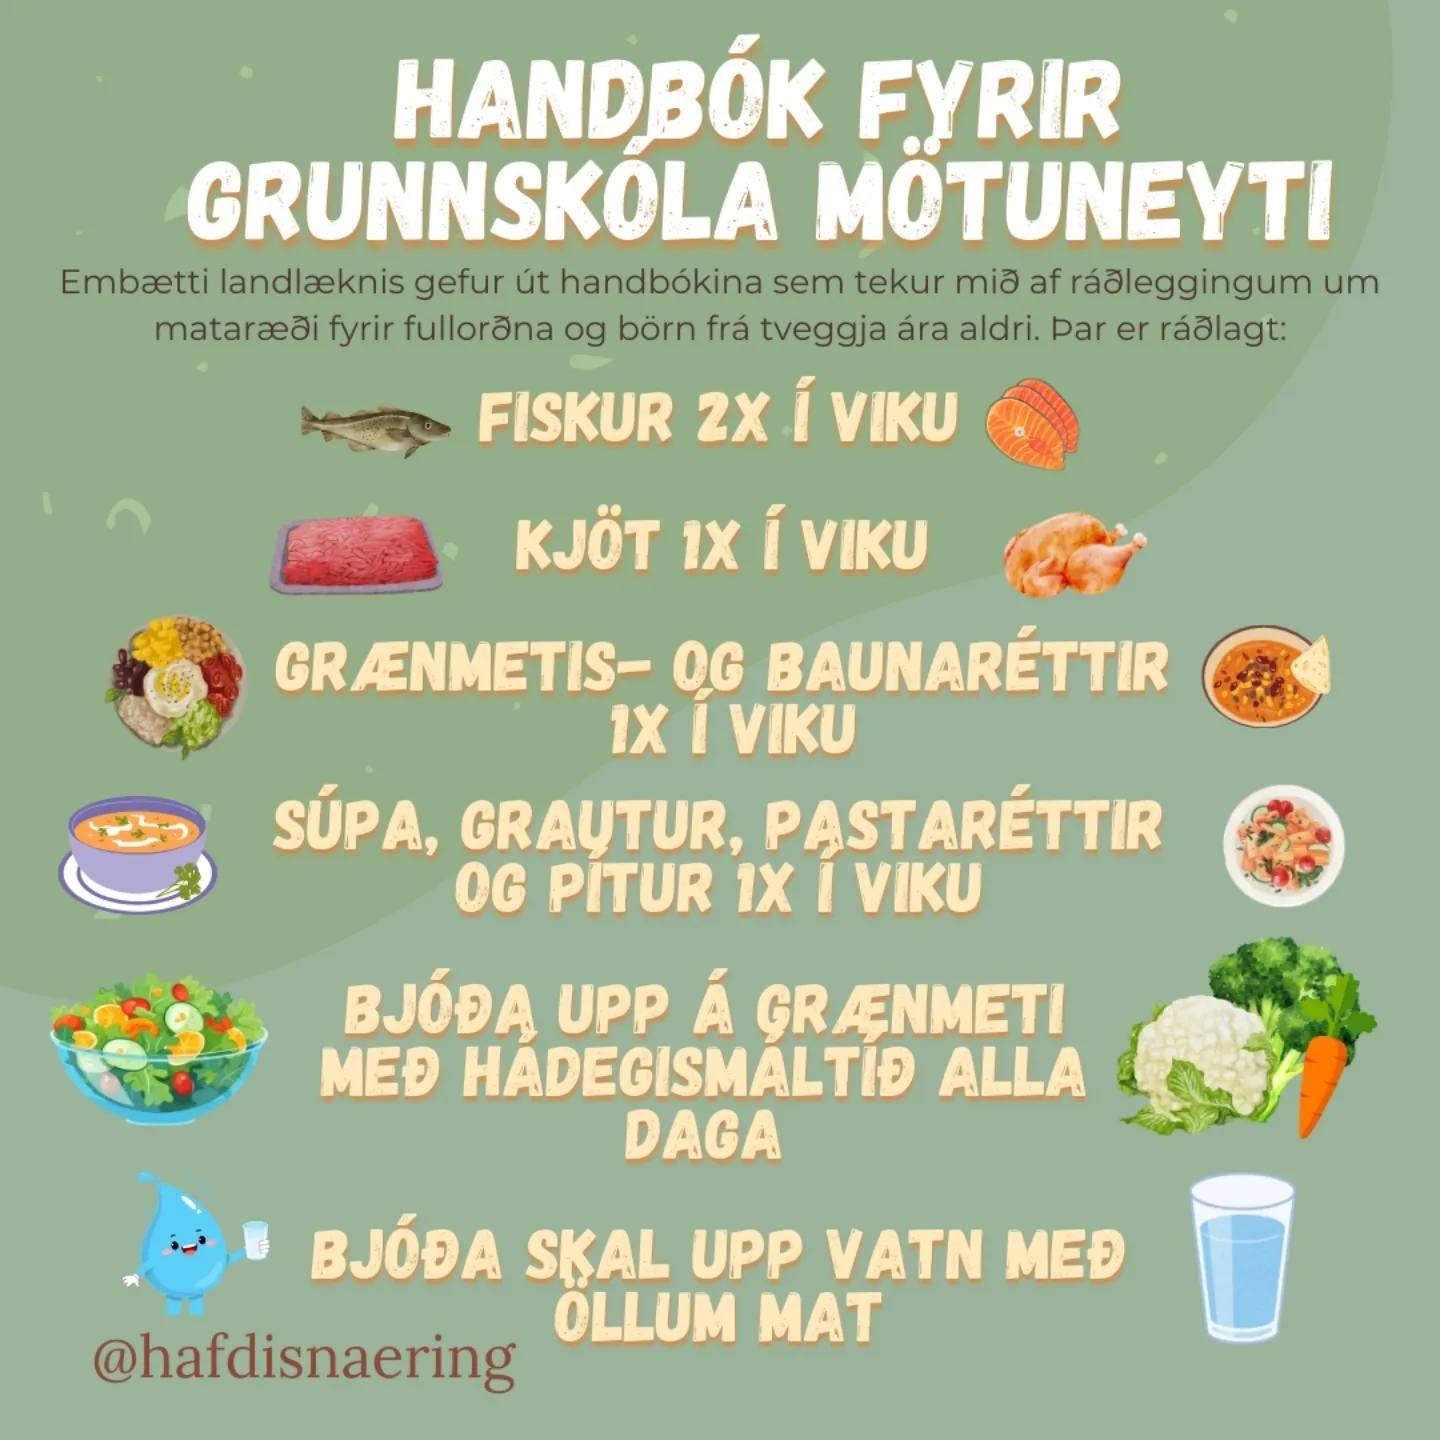 HANDBÓK FYRIR
GRUNNSKÓLA MÖTUNEYTI
Embætti landlæknis gefur út handbókina sem tekur mið af ráðleggingum um
mataræði fyrir fullorðna og börn frá tveggja ára aldri. Þar er ráðlagt:
FISKUR 2X Í VIKU
KJÖT 1X Í VIKU
GRÆNMETIS- OG BAUNARÉTTIR
1X Í VIKU
SÚPA, GRAUTUR, PASTARÉTTIR
OG PÍTUR 1X Í VIKU
BJÓÐA UPP Á GRÆNMETI
MEÐ HÁDEGISMÁLTÍÐ ALLA
DAGA
BJÓÐA SKAL UPP VATN MEÐ
ÖLLUM MAT
@hafdisnaering